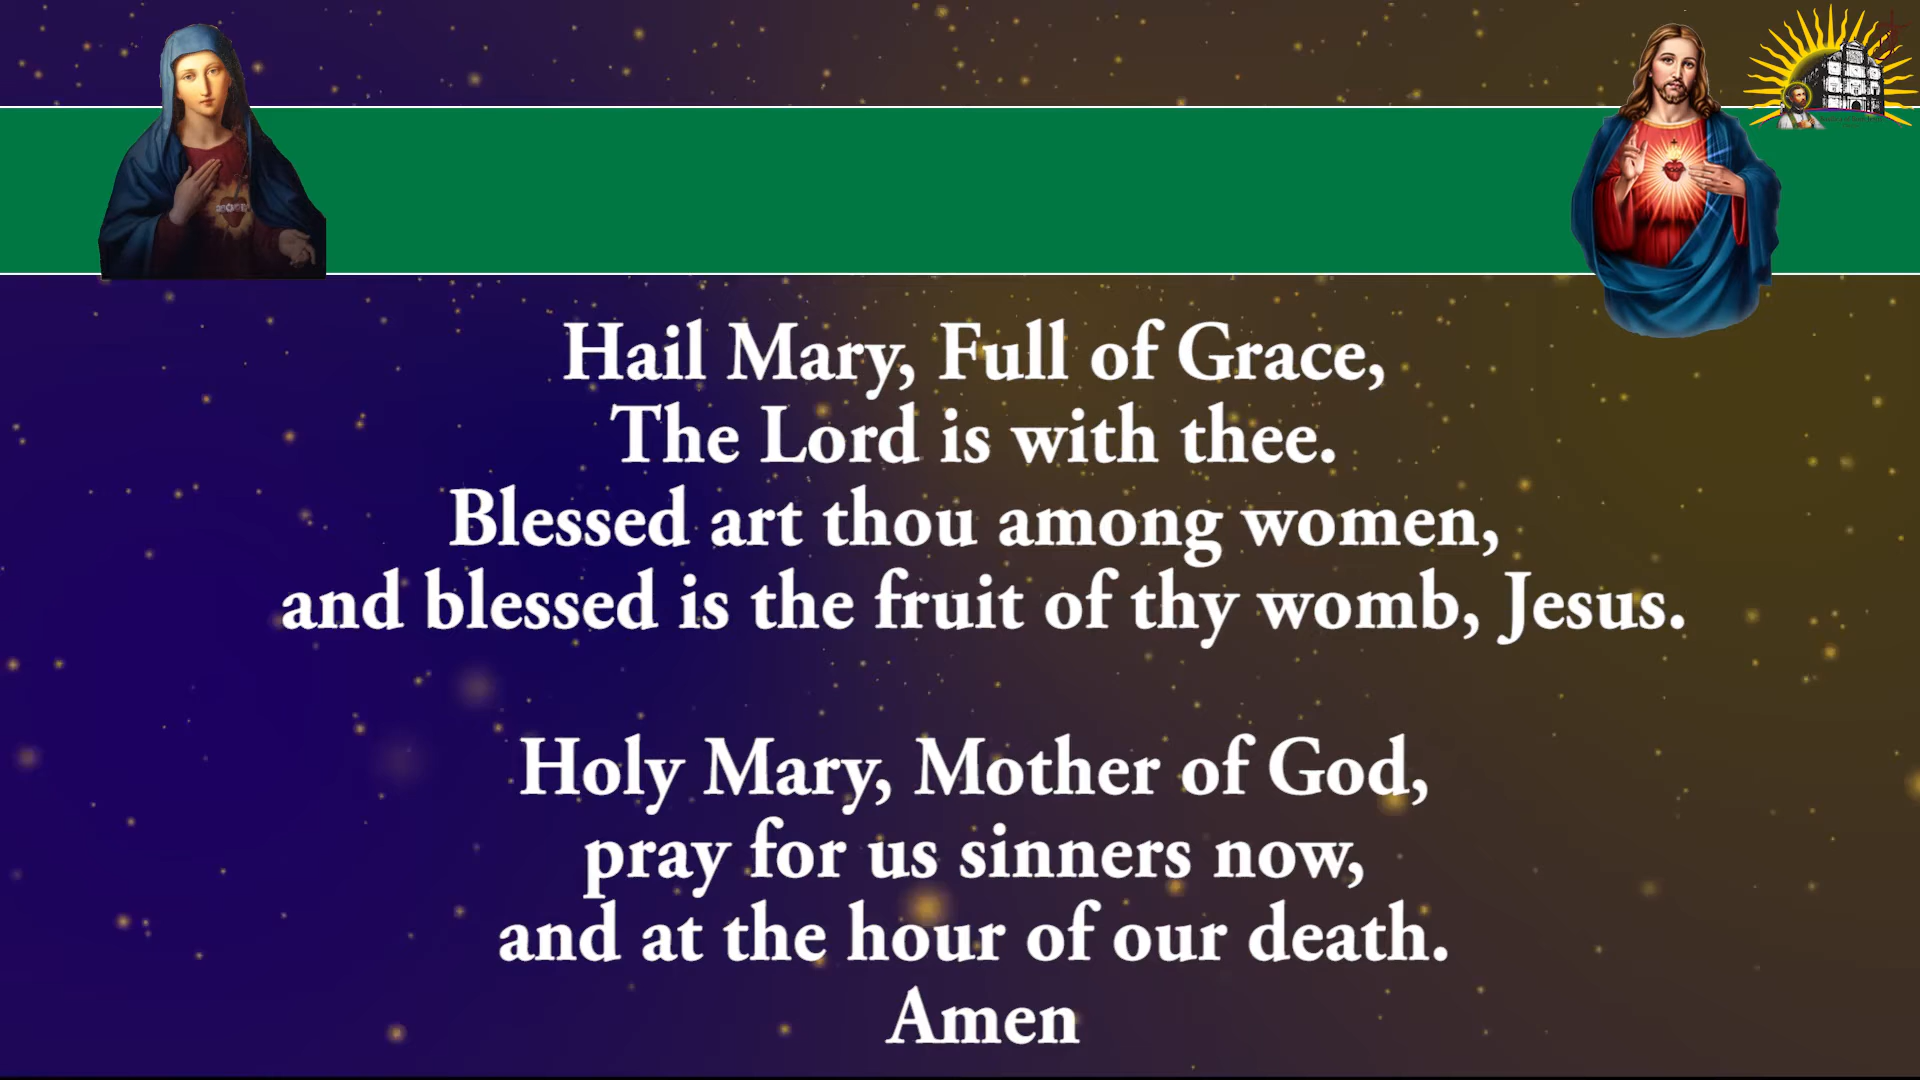 Hail Mary, Full of Grace,
The Lord is with thee.
Blessed art thou among women,
and blessed is the fruit of thy womb, Jesus.
Holy Mary, Mother of God,
pray for us sinners now,
and at the hour of our death.
Amen